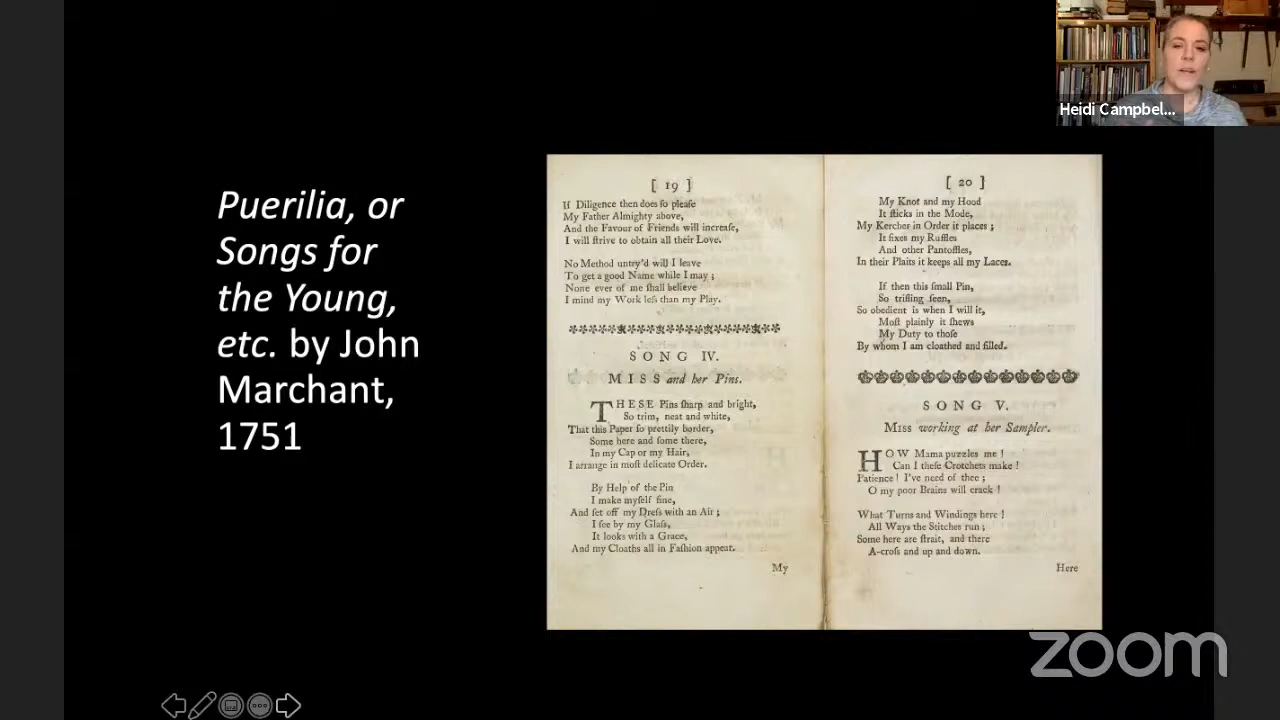 Heidi Campbel...
Puerilia, or
Songs for
the Young,
etc. by John
Marchant,
1751
[ 19 ]
If Diligence then does ſo pleaſe
My Father Almighty above,
And the Favour of Friends will increaſe,
I will ſtrive to obtain all their Love.
No Method untry'd will I leave
To get a good Name while I may ;
None ever of me ſhall believe
I mind my Work leſs than my Play.
SONG IV.
MISS and her Pins.
THESE Pins ſharp and bright,
So trim, neat and white,
That this Paper ſo prettily border,
Some here and ſome there,
In my Cap or my Hair,
I arrange in moſt delicate Order.
By Help of the Pin
I make myſelf fine,
And ſet off my Dreſs with an Air ;
I ſee by my Glaſs,
It looks with a Grace,
And my Cloaths all in Faſhion appear.
My
[ 20 ]
My Knot and my Hood
It ſticks in the Mode,
My Kercher in Order it places ;
It fixes my Ruffles
And other Pantoffles,
In their Plaits it keeps all my Laces.
If then this ſmall Pin,
So trifling ſeen,
So obedient is when I will it,
Moſt plainly it ſhews
My Duty to thoſe
By whom I am cloathed and filled.
SONG V.
MISS working at her Sampler.
HOW Mama puzzles me !
Can I theſe Crotchets make !
Patience ! I've need of thee ;
O my poor Brains will crack !
What Turns and Windings here !
All Ways the Stitches run ;
Some here are ſtrait, and there
A-croſs and up and down.
Here
zoom